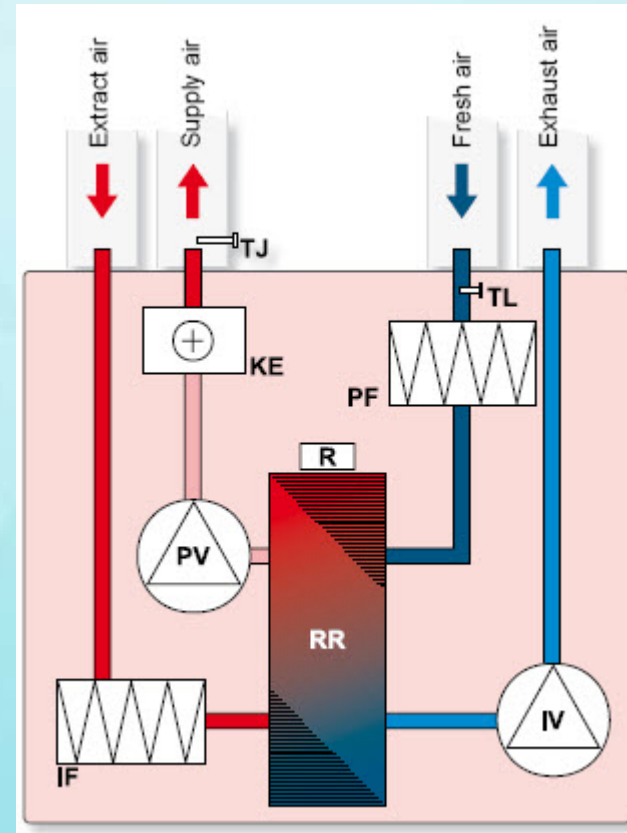 Extract air
Supply air
Fresh air
Exhaust air
TJ
TL
KE
PF
R
PV
RR
IV
IF